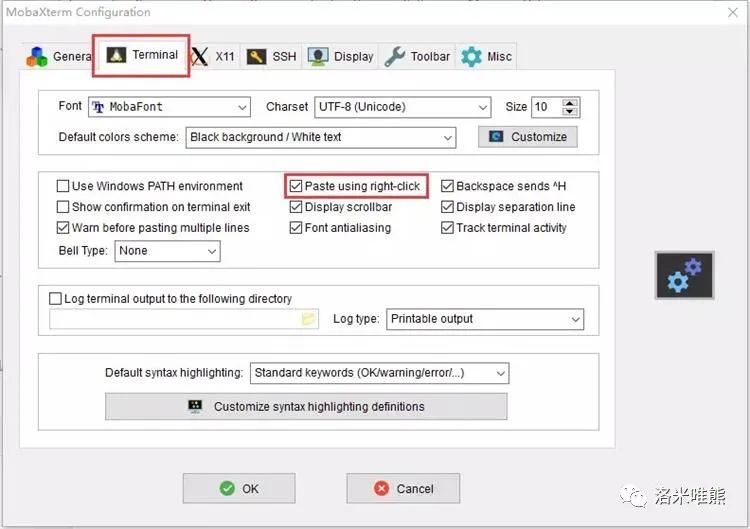 MobaXterm Configuration
Genera Terminal X11 SSH Display Toolbar Misc
Font MobaFont Charset UTF-8 (Unicode) Size 10
Default colors scheme: Black background / White text Customize
Use Windows PATH environment Paste using right-click Backspace sends ^H
Show confirmation on terminal exit Display scrollbar Display separation line
Warn before pasting multiple lines Font antialiasing Track terminal activity
Bell Type: None
Log terminal output to the following directory
Log type: Printable output
Default syntax highlighting: Standard keywords (OK/warning/error/...)
Customize syntax highlighting definitions
OK Cancel
洛米唯熊